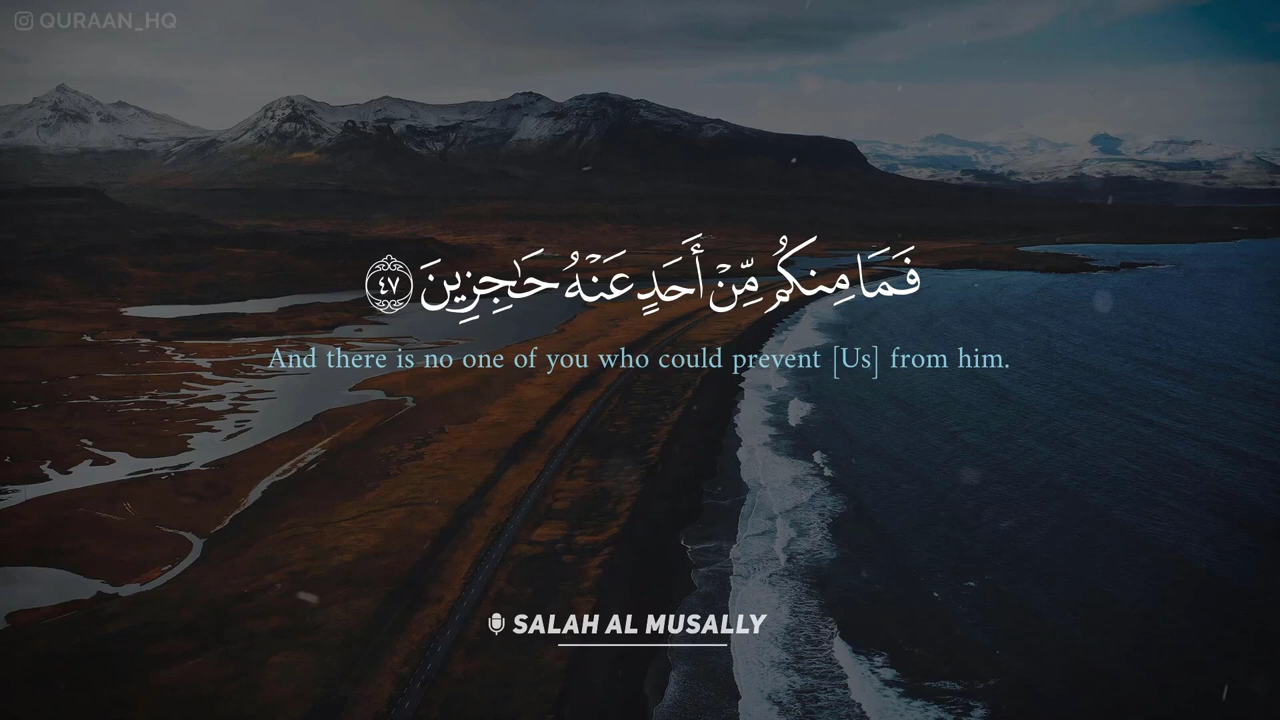 QURAAN_HQ
فَمَا مِنكُم مِّنْ أَحَدٍ عَنْهُ حَـٰجِزِينَ ٤٧
And there is no one of you who could prevent [Us] from him.
SALAH AL MUSALLY